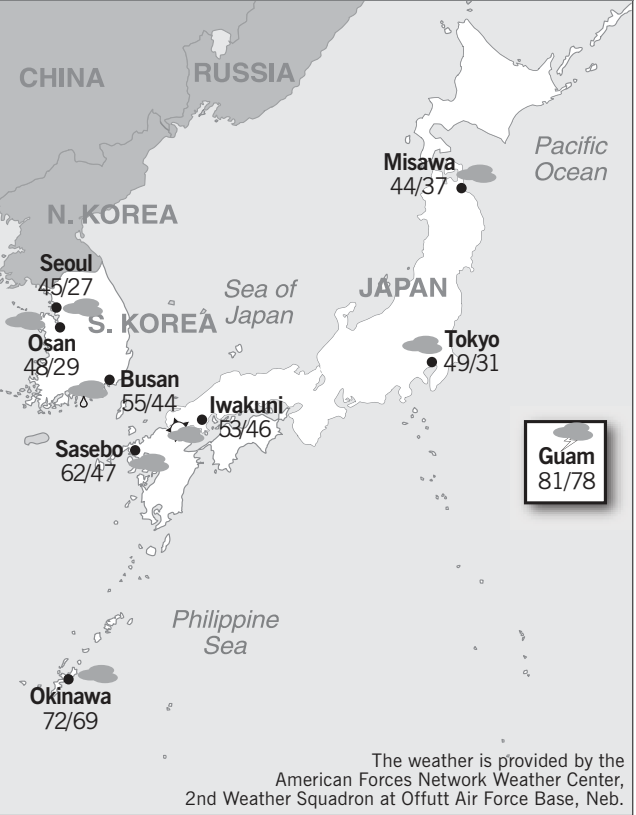 CHINA
RUSSIA
Pacific
Ocean
Misawa
44/37
N. KOREA
Seoul
45/27
Sea of
Japan
JAPAN
S. KOREA
Osan
48/29
Tokyo
49/31
Busan
55/44
Iwakuni
53/46
Sasebo
62/47
Guam
81/78
Philippine
Sea
Okinawa
72/69
The weather is provided by the
American Forces Network Weather Center,
2nd Weather Squadron at Offutt Air Force Base, Neb.